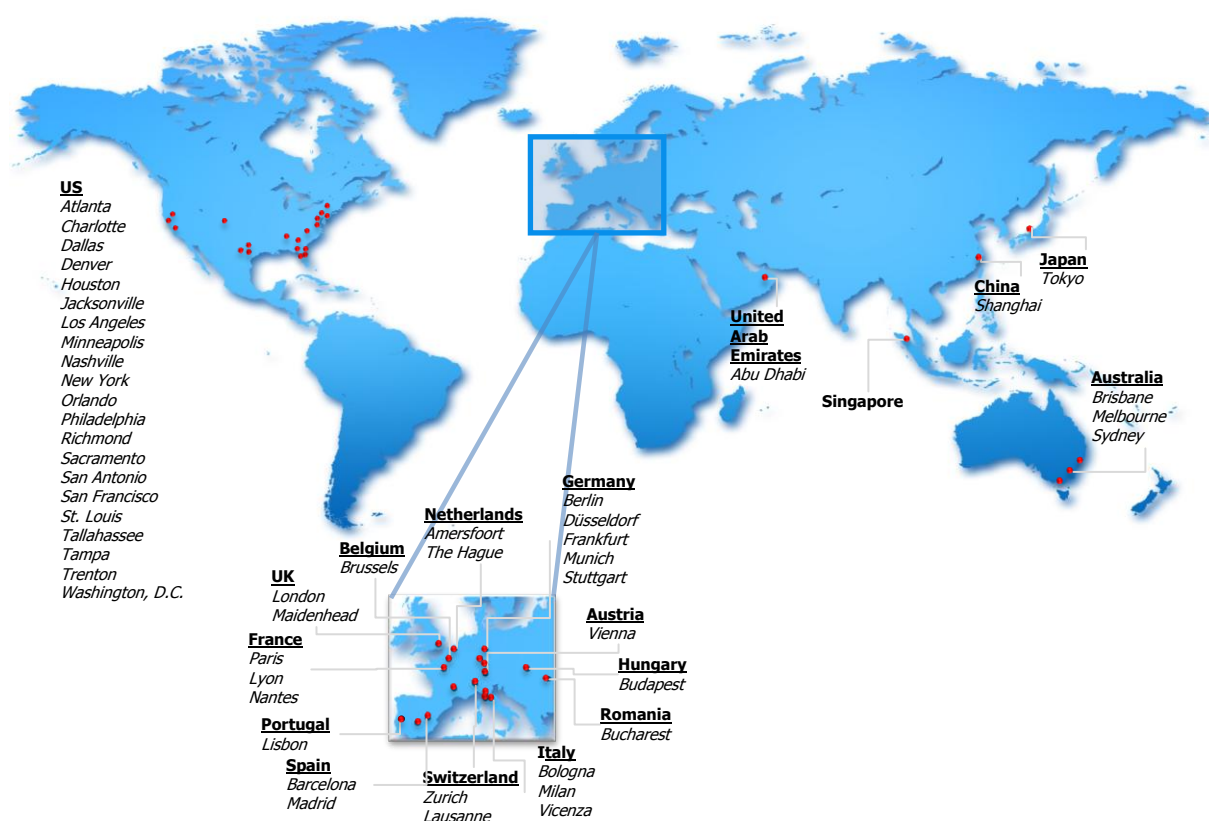 US
Atlanta
Charlotte
Dallas
Denver
Houston
Jacksonville
Los Angeles
Minneapolis
Nashville
New York
Orlando
Philadelphia
Richmond
Sacramento
San Antonio
San Francisco
St. Louis
Tallahassee
Tampa
Trenton
Washington, D.C.
Japan
Tokyo
China
Shanghai
United
Arab
Emirates
Abu Dhabi
Singapore
Australia
Brisbane
Melbourne
Sydney
Germany
Berlin
Düsseldorf
Frankfurt
Munich
Stuttgart
Netherlands
Amersfoort
The Hague
Belgium
Brussels
UK
London
Maidenhead
France
Paris
Lyon
Nantes
Austria
Vienna
Hungary
Budapest
Romania
Bucharest
Portugal
Lisbon
Spain
Barcelona
Madrid
Switzerland
Zurich
Lausanne
Italy
Bologna
Milan
Vicenza